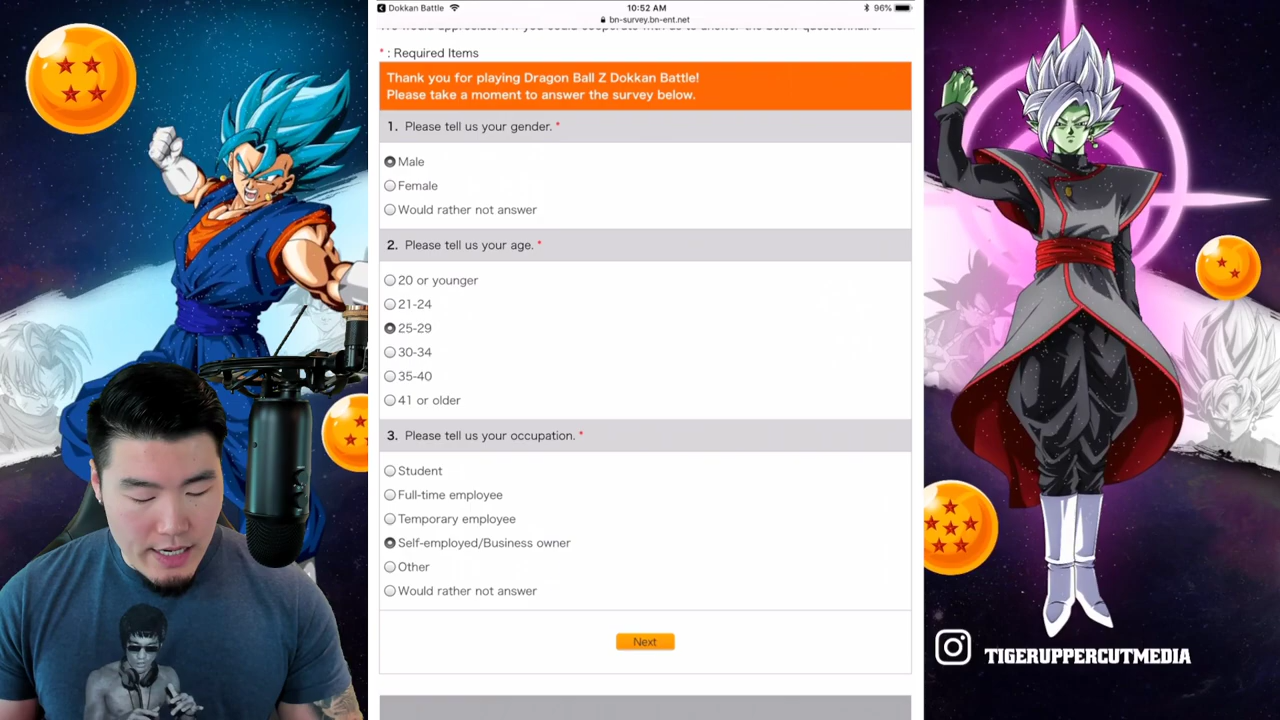 Dokkan Battle
10:52 AM
96%
bn-survey.bn-ent.net
* : Required Items
Thank you for playing Dragon Ball Z Dokkan Battle!
Please take a moment to answer the survey below.
1. Please tell us your gender. *
Male
Female
Would rather not answer
2. Please tell us your age. *
20 or younger
21-24
25-29
30-34
35-40
41 or older
3. Please tell us your occupation. *
Student
Full-time employee
Temporary employee
Self-employed/Business owner
Other
Would rather not answer
Next
TIGERUPPERCUTMEDIA